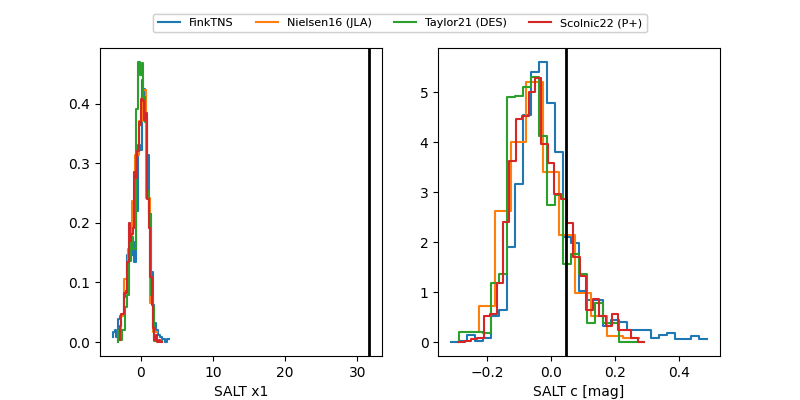 FinkTNS Nielsen16 (JLA) Taylor21 (DES) Scolnic22 (P+)
0.4
0.3
0.2
0.1
0.0
0 10 20 30
SALT x1
5
4
3
2
1
0
−0.2 0.0 0.2 0.4
SALT c [mag]